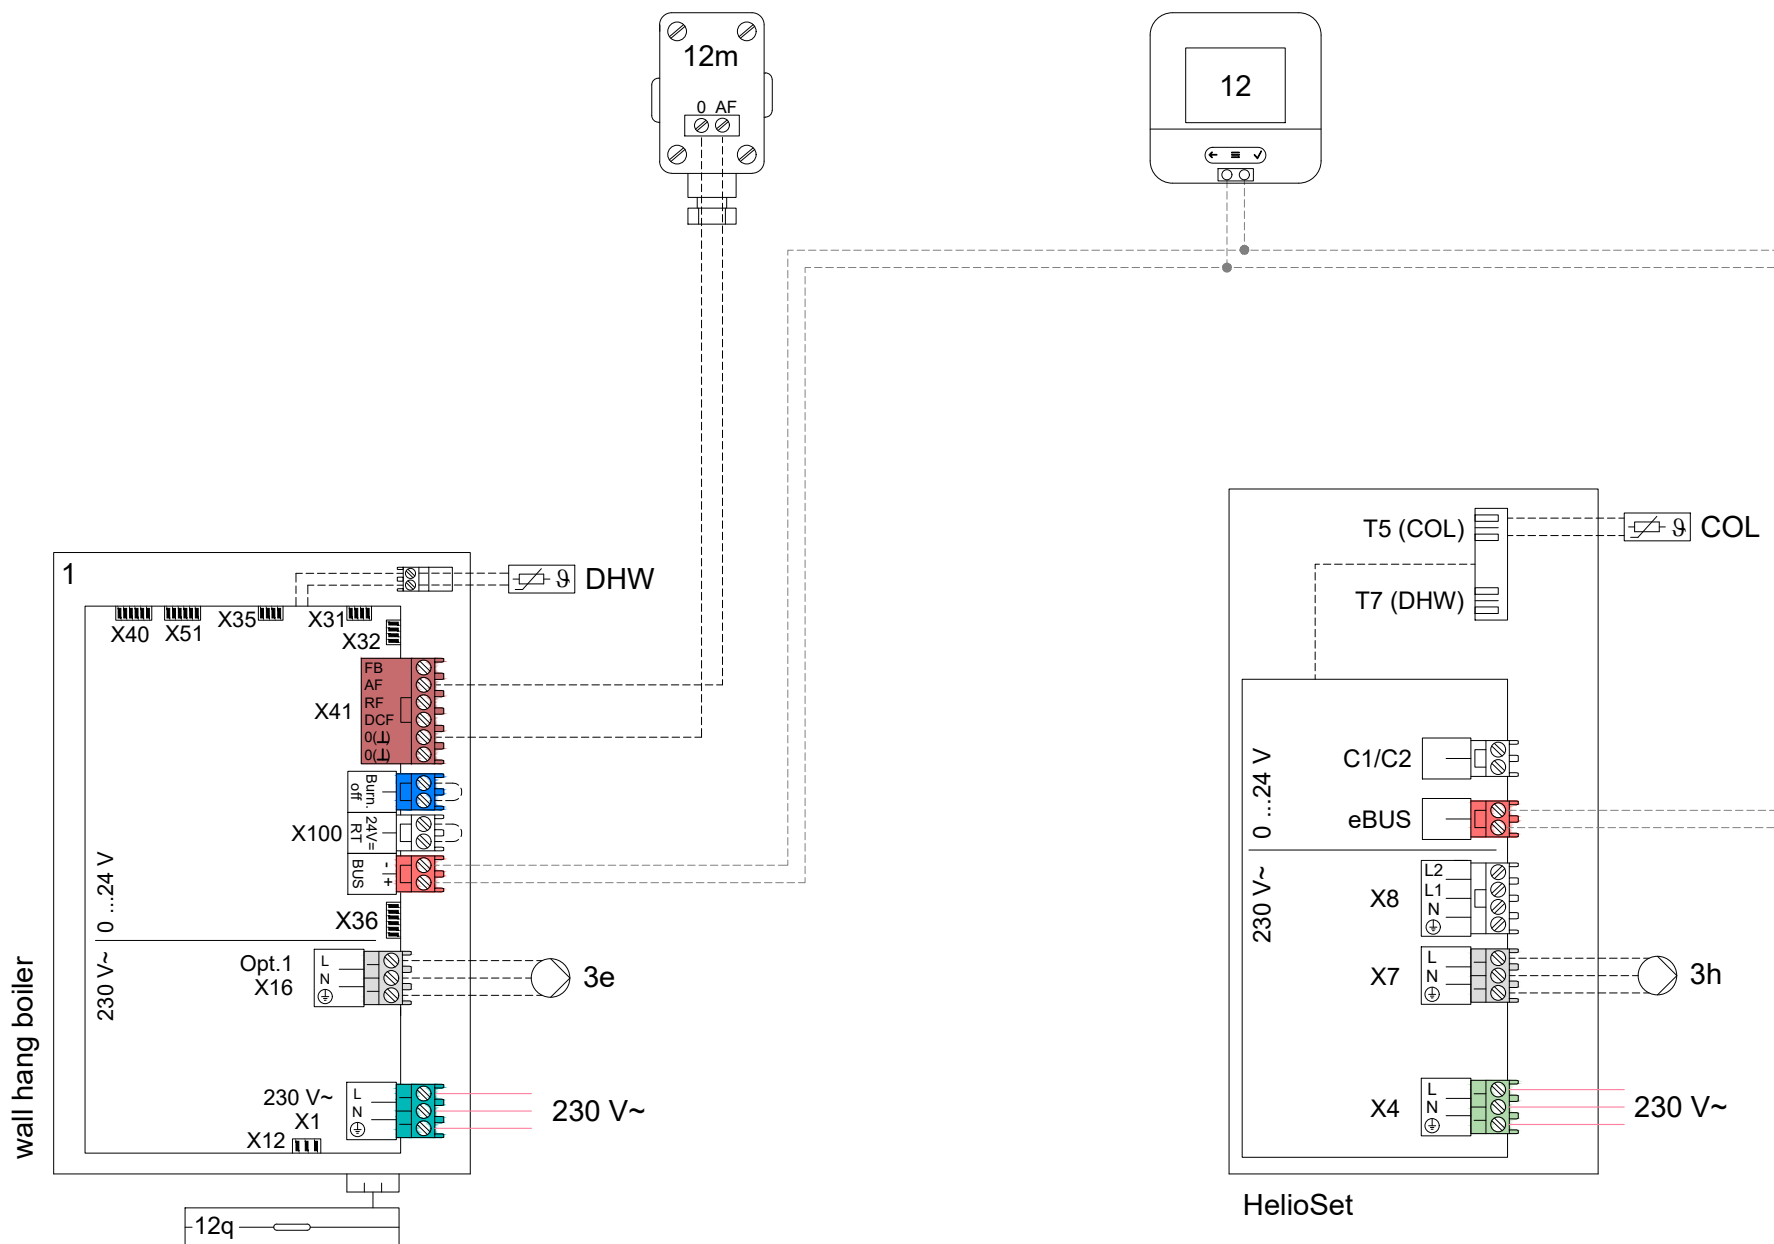 12m
0 AF
12
1
DHW
X40
X51
X35
X31
X32
X41
FB
AF
RF
DCF
0(⊥)
0(⊥)
Burn.
off
X100
24V=
RT
BUS
-
+
X36
0 ...24 V
230 V~
Opt.1
X16
L
N
3e
230 V~
X1
L
N
230 V~
X12
12q
wall hang boiler
T5 (COL)
ϑ COL
T7 (DHW)
C1/C2
eBUS
0 ...24 V
230 V~
X8
L2
L1
N
X7
L
N
3h
X4
L
N
230 V~
HelioSet